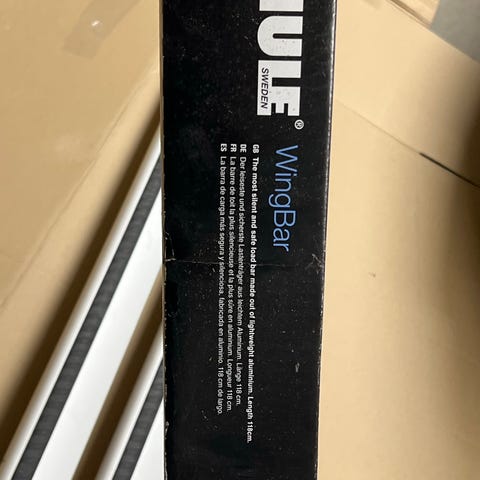 HULE®
SWEDEN
WingBar
GB The most silent and safe load bar made out of lightweight aluminium. Length 118cm.
DE Der leiseste und sicherste Lastenträger aus leichtem Aluminium. Länge 118 cm.
FR La barre de toit la plus silencieuse et la plus sûre en aluminium. Longueur 118 cm.
ES La barra de carga más segura y silenciosa, fabricada en aluminio. 118 cm de largo.